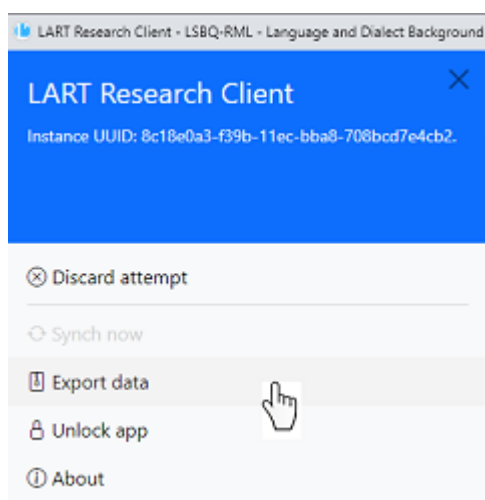 LART Research Client - LSBQ-RML - Language and Dialect Background
LART Research Client
Instance UUID: 8c18e0a3-f39b-11ec-bba8-708bcd7e4cb2.
Discard attempt
Synch now
Export data
Unlock app
About